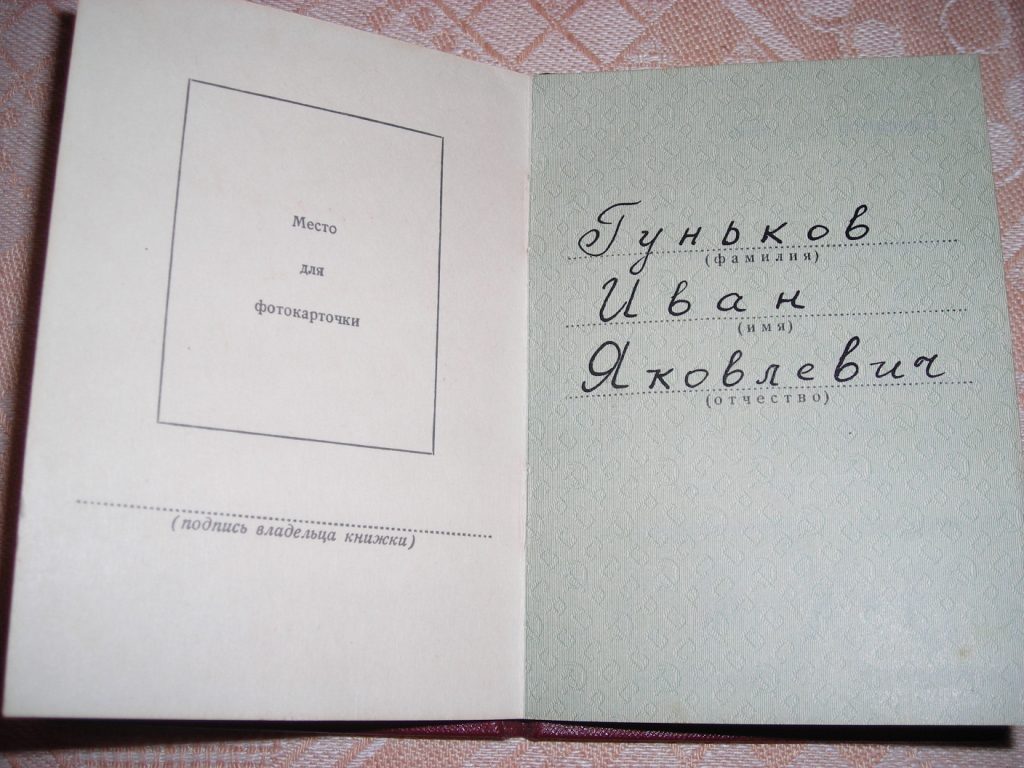 Место
для
фотокарточки
(подпись владельца книжки)
Гуньков
(фамилия)
Иван
(имя)
Яковлевич
(отчество)